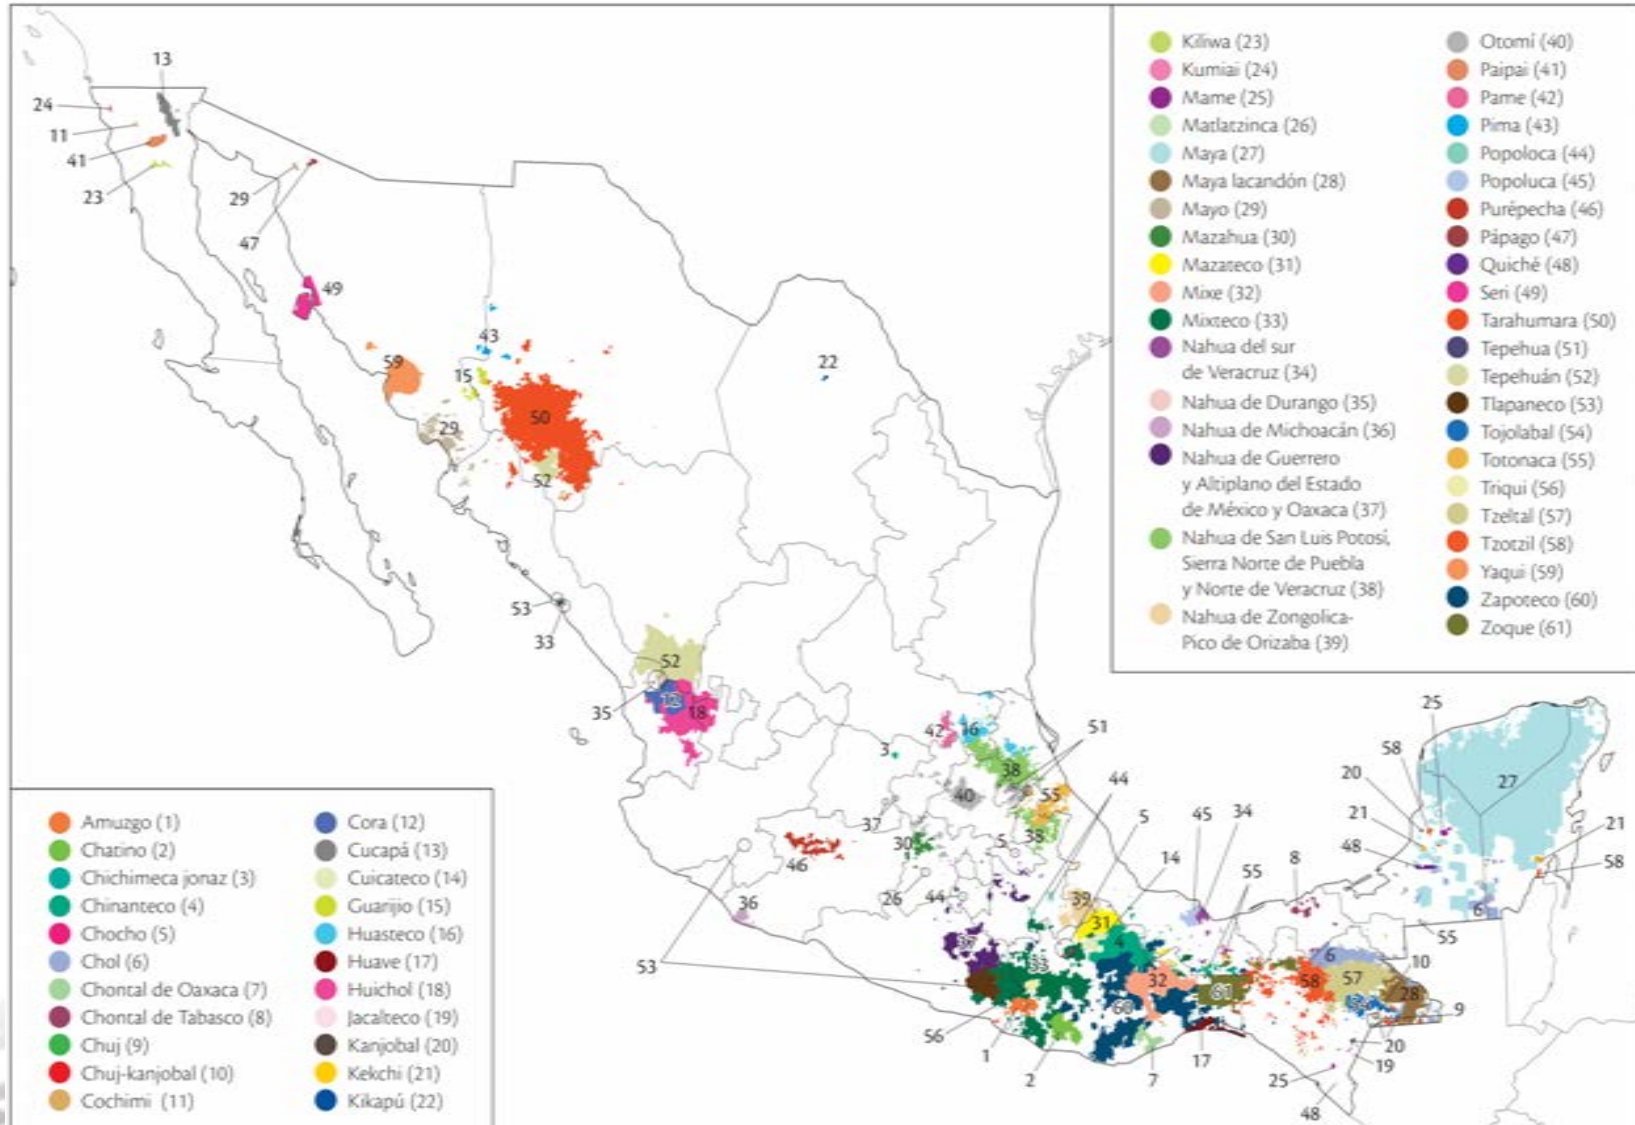 Kiliwa (23)
Kumiai (24)
Mame (25)
Matlatzinca (26)
Maya (27)
Maya lacandón (28)
Mayo (29)
Mazahua (30)
Mazateco (31)
Mixe (32)
Mixteco (33)
Nahua del sur
de Veracruz (34)
Nahua de Durango (35)
Nahua de Michoacán (36)
Nahua de Guerrero
y Altiplano del Estado
de México y Oaxaca (37)
Nahua de San Luis Potosí,
Sierra Norte de Puebla
y Norte de Veracruz (38)
Nahua de Zongolica-
Pico de Orizaba (39)
Otomí (40)
Paipai (41)
Pame (42)
Pima (43)
Popoloca (44)
Popoluca (45)
Purépecha (46)
Pápago (47)
Quiché (48)
Seri (49)
Tarahumara (50)
Tepehua (51)
Tepehuán (52)
Tlapaneco (53)
Tojolabal (54)
Totonaca (55)
Triqui (56)
Tzeltal (57)
Tzotzil (58)
Yaqui (59)
Zapoteco (60)
Zoque (61)
13
24
11
41
23
29
47
49
43
22
59
15
50
29
52
53
33
52
12
35
18
42
16
51
3
38
44
40
55
5
45
34
37
38
30
5
14
55
8
46
26
44
39
36
31
37
4
53
33
32
61
60
56
1
2
7
17
25
58
20
27
21
21
48
58
6
55
6
10
58
57
28
54
9
20
19
25
48
Amuzgo (1)
Chatino (2)
Chichimeca jonaz (3)
Chinanteco (4)
Chocho (5)
Chol (6)
Chontal de Oaxaca (7)
Chontal de Tabasco (8)
Chuj (9)
Chuj-kanjobal (10)
Cochimi (11)
Cora (12)
Cucapá (13)
Cuicateco (14)
Guarijio (15)
Huasteco (16)
Huave (17)
Huichol (18)
Jacalteco (19)
Kanjobal (20)
Kekchi (21)
Kikapú (22)